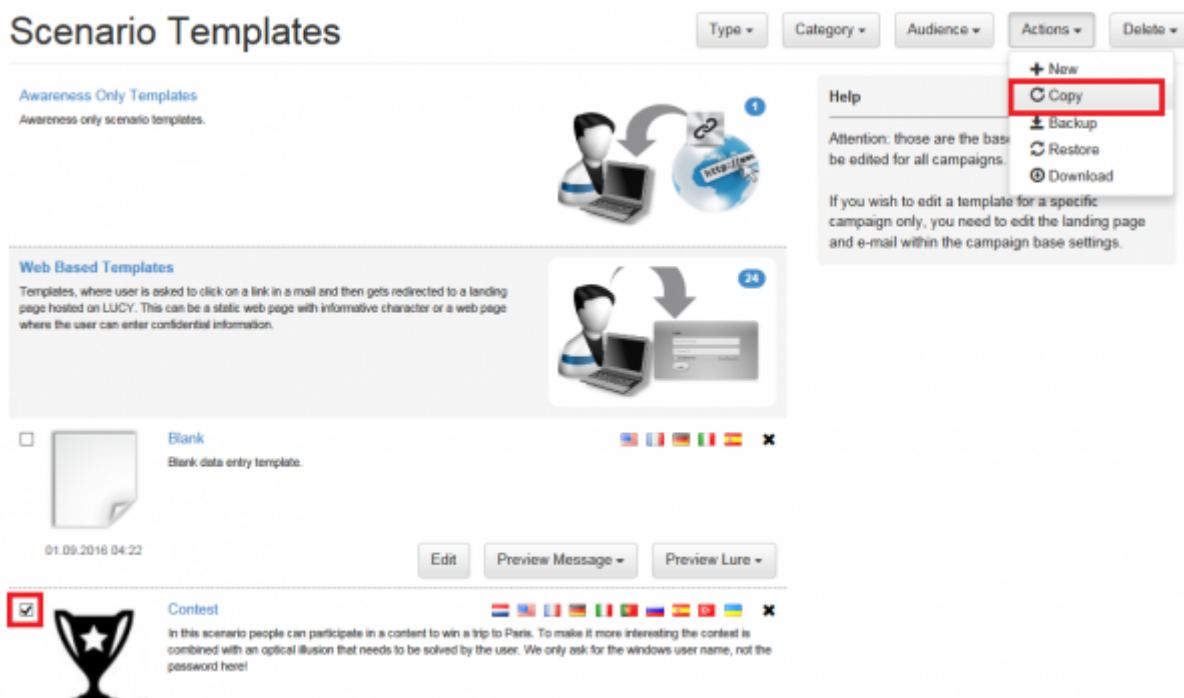 Scenario Templates
Type
Category
Audience
Actions
Delete
New
Copy
Backup
Restore
Download
Awareness Only Templates
Awareness only scenario templates.
1
http://ww
Help
Attention: those are the bas
be edited for all campaigns.
If you wish to edit a template for a specific
campaign only, you need to edit the landing page
and e-mail within the campaign base settings.
Web Based Templates
24
Templates, where user is asked to click on a link in a mail and then gets redirected to a landing
page hosted on LUCY. This can be a static web page with informative character or a web page
where the user can enter confidential information.
Blank
Blank data entry template.
01.09.2016 04:22
Edit
Preview Message
Preview Lure
Contest
In this scenario people can participate in a content to win a trip to Paris. To make it more interesting the contest is
combined with an optical illusion that needs to be solved by the user. We only ask for the windows user name, not the
password here!